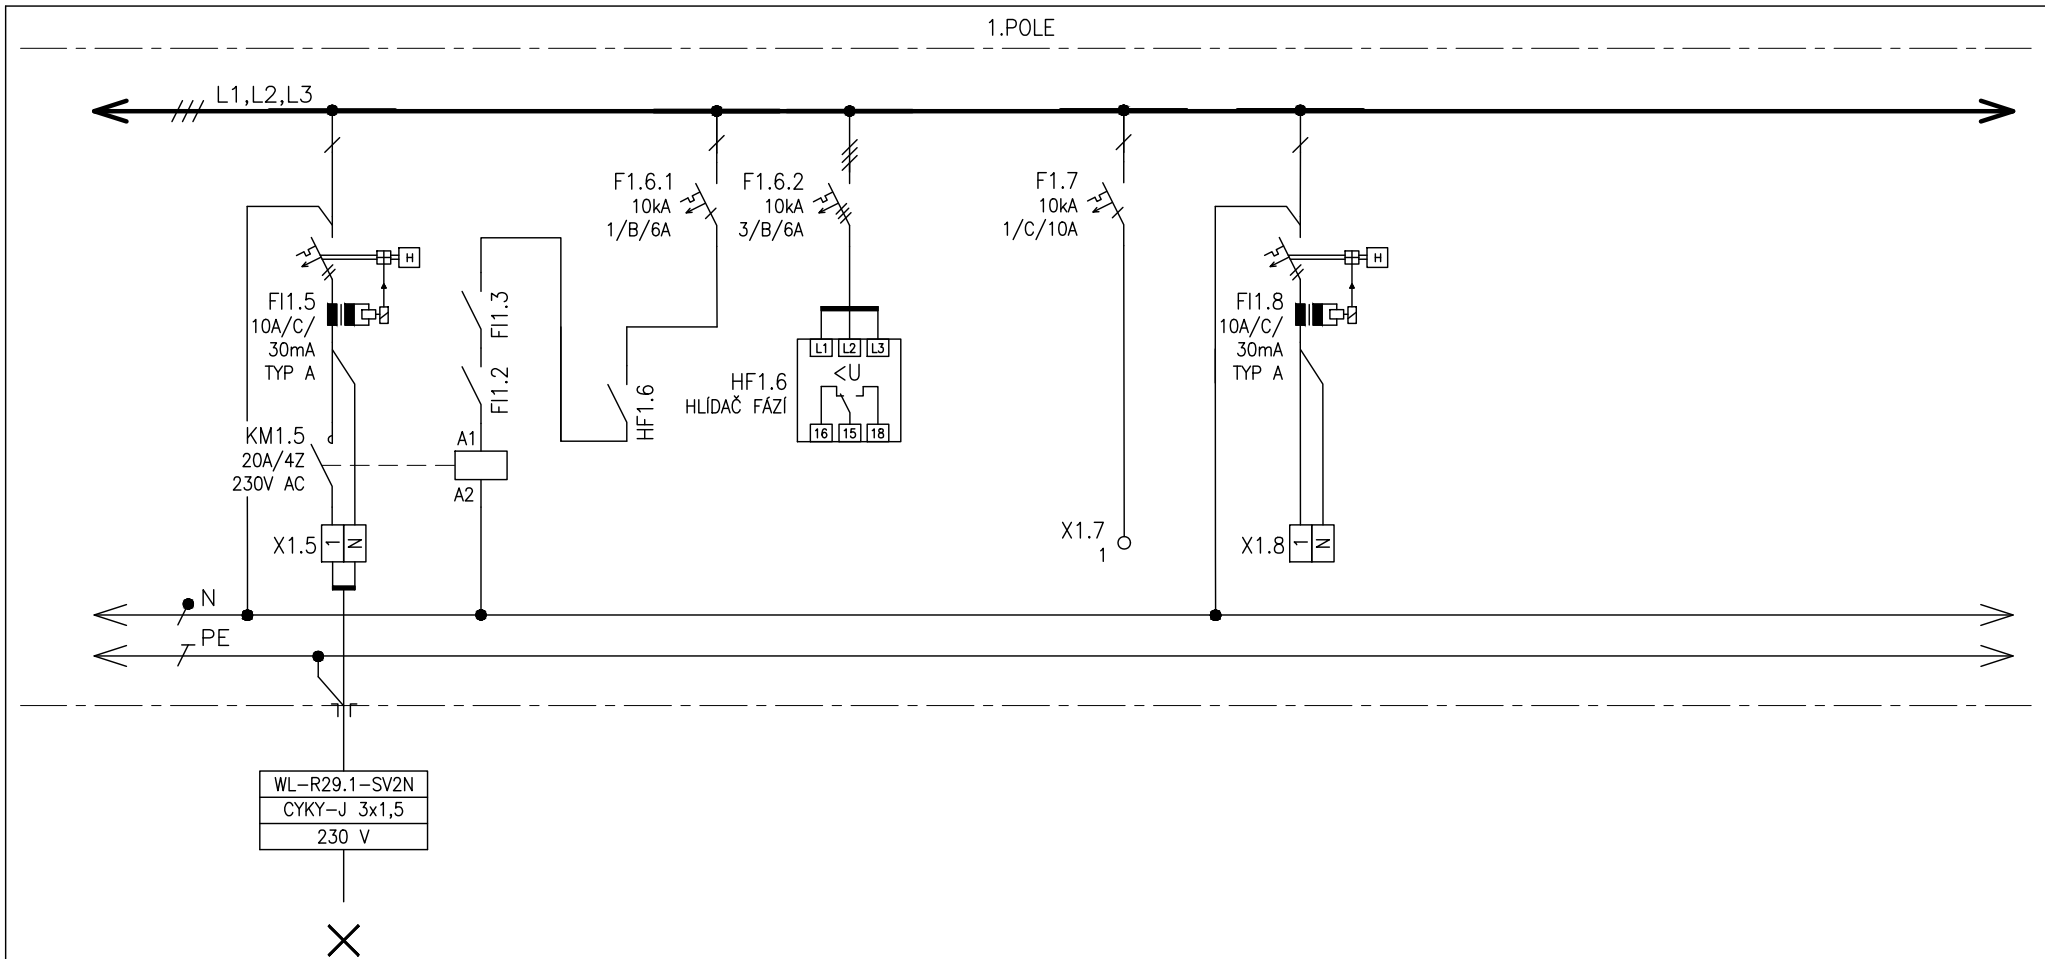 1.POLE
L1,L2,L3
F1.6.1
10kA
1/B/6A
F1.6.2
10kA
3/B/6A
F1.7
10kA
1/C/10A
H
FI1.5
10A/C/
30mA
TYP A
FI1.3
FI1.2
HF1.6
L1 L2 L3
<U
16 15 18
HF1.6
HLÍDAČ FÁZÍ
H
FI1.8
10A/C/
30mA
TYP A
KM1.5
20A/4Z
230V AC
A1
A2
X1.5
1 N
X1.7
1
X1.8
1 N
N
PE
WL-R29.1-SV2N
CYKY-J 3x1,5
230 V